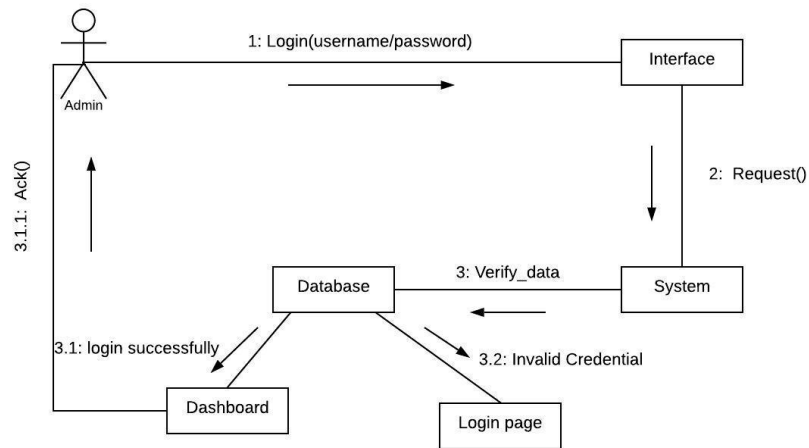 1: Login(username/password)
Interface
Admin
3.1.1:  Ack()
2:  Request()
3: Verify_data
Database
System
3.1: login successfully
3.2: Invalid Credential
Dashboard
Login page